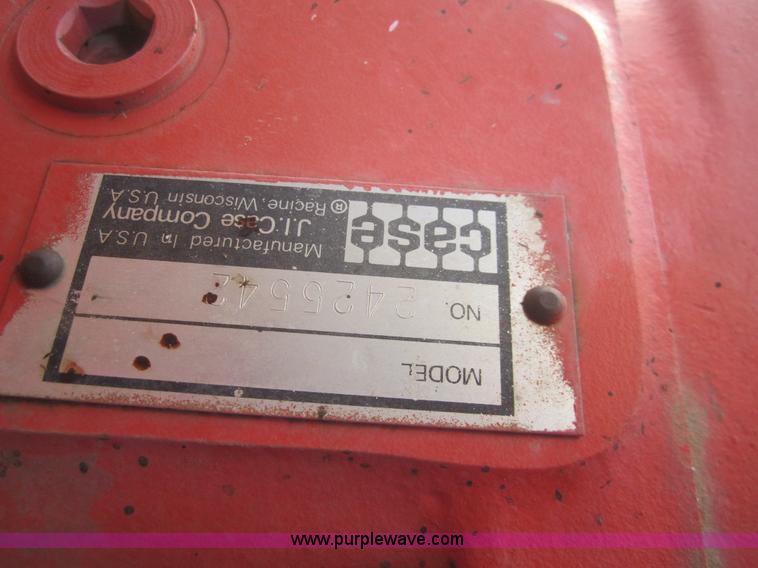 MODEL
NO.
case
Manufactured In U.S.A.
J.I. Case Company
® Racine, Wisconsin U.S.A
www.purplewave.com